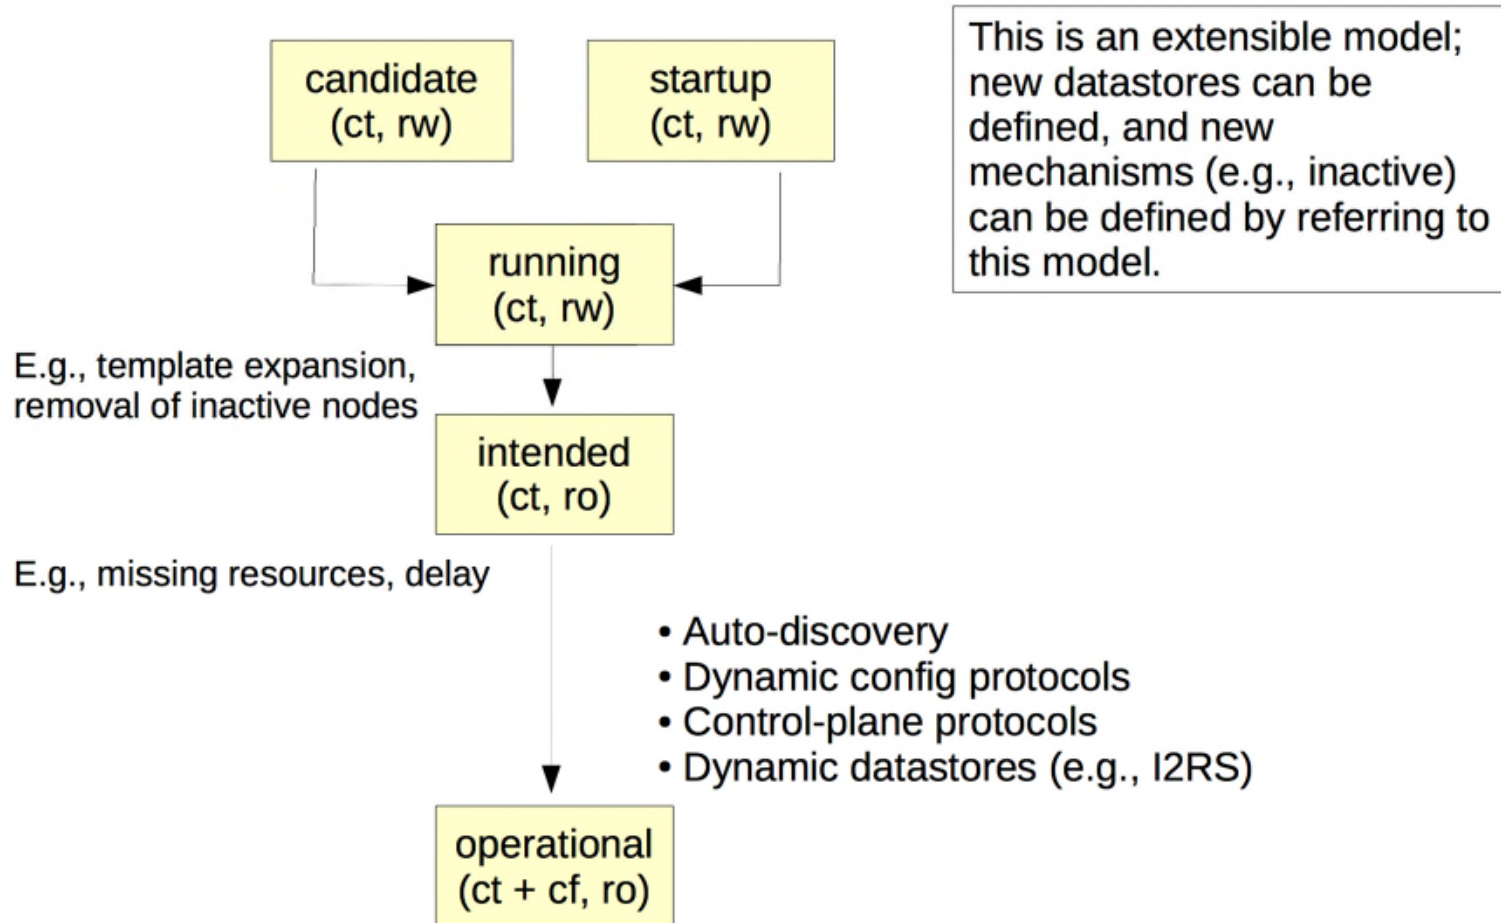 candidate
(ct, rw)
startup
(ct, rw)
This is an extensible model;
new datastores can be
defined, and new
mechanisms (e.g., inactive)
can be defined by referring to
this model.
running
(ct, rw)
E.g., template expansion,
removal of inactive nodes
intended
(ct, ro)
E.g., missing resources, delay
• Auto-discovery
• Dynamic config protocols
• Control-plane protocols
• Dynamic datastores (e.g., I2RS)
operational
(ct + cf, ro)